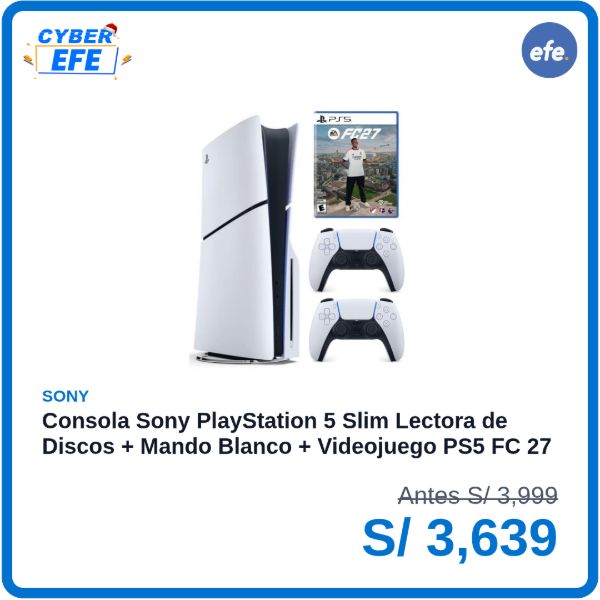 CYBER
EFE
efe.
PS5
FC27
SONY
Consola Sony PlayStation 5 Slim Lectora de
Discos + Mando Blanco + Videojuego PS5 FC 27
Antes S/ 3,999
S/ 3,639